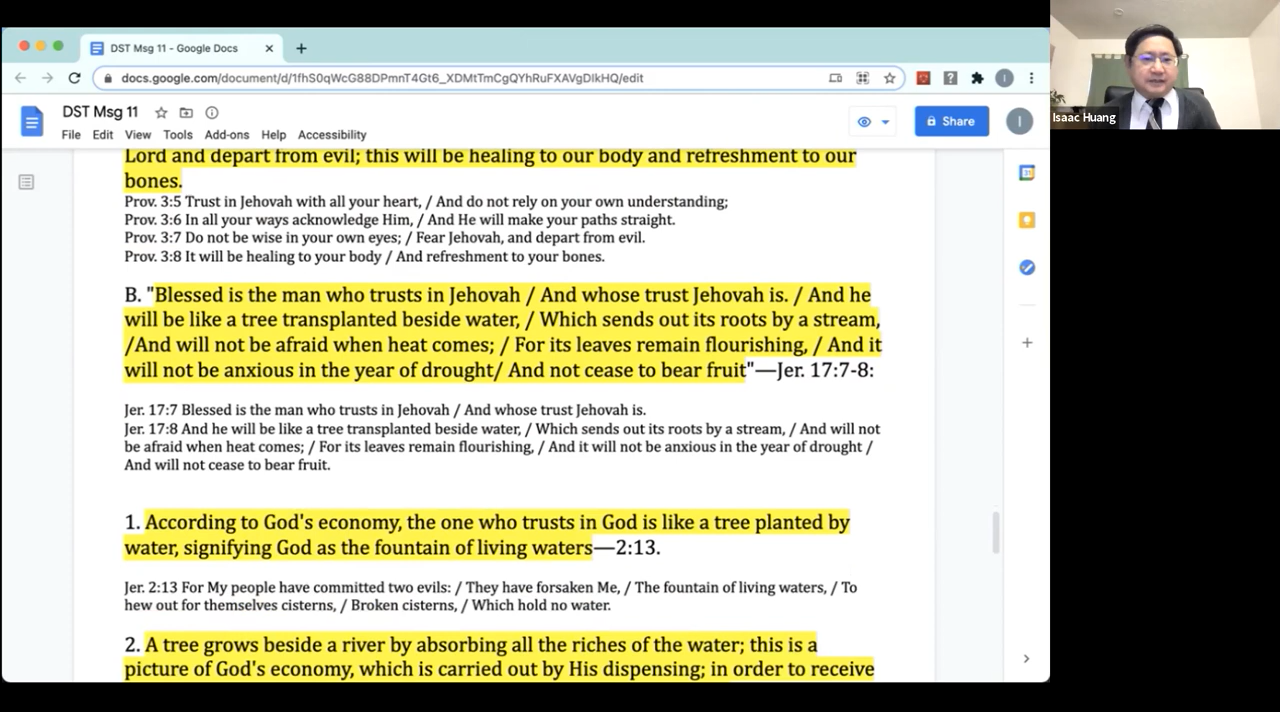 DST Msg 11 - Google Docs
docs.google.com/document/d/1fhS0qWcG88DPmnT4Gt6_XDMtTmCgQYhRuFXAVgDIkHQ/edit
I
DST Msg 11
File Edit View Tools Add-ons Help Accessibility
Share
I
Isaac Huang
Lord and depart from evil; this will be healing to our body and refreshment to our
bones.
Prov. 3:5 Trust in Jehovah with all your heart, / And do not rely on your own understanding;
Prov. 3:6 In all your ways acknowledge Him, / And He will make your paths straight.
Prov. 3:7 Do not be wise in your own eyes; / Fear Jehovah, and depart from evil.
Prov. 3:8 It will be healing to your body / And refreshment to your bones.
B. "Blessed is the man who trusts in Jehovah / And whose trust Jehovah is. / And he
will be like a tree transplanted beside water, / Which sends out its roots by a stream,
/And will not be afraid when heat comes; / For its leaves remain flourishing, / And it
will not be anxious in the year of drought/ And not cease to bear fruit"—Jer. 17:7-8:
Jer. 17:7 Blessed is the man who trusts in Jehovah / And whose trust Jehovah is.
Jer. 17:8 And he will be like a tree transplanted beside water, / Which sends out its roots by a stream, / And will not
be afraid when heat comes; / For its leaves remain flourishing, / And it will not be anxious in the year of drought /
And will not cease to bear fruit.
1. According to God's economy, the one who trusts in God is like a tree planted by
water, signifying God as the fountain of living waters—2:13.
Jer. 2:13 For My people have committed two evils: / They have forsaken Me, / The fountain of living waters, / To
hew out for themselves cisterns, / Broken cisterns, / Which hold no water.
2. A tree grows beside a river by absorbing all the riches of the water; this is a
picture of God's economy, which is carried out by His dispensing; in order to receive